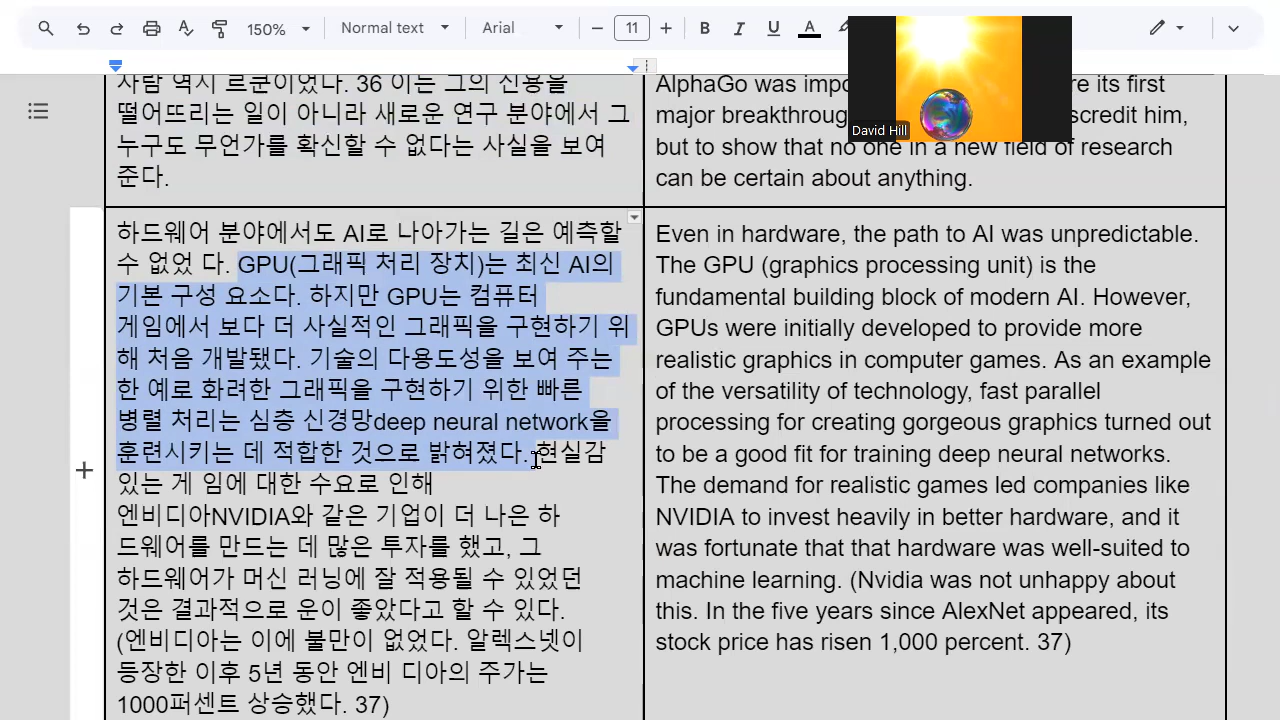 150%
Normal text
Arial
11
B
I
U
A
David Hill
사람 역시 르쿤이었다. 36 이는 그의 신용을
떨어뜨리는 일이 아니라 새로운 연구 분야에서 그
누구도 무언가를 확신할 수 없다는 사실을 보여
준다.
AlphaGo was re its first
major breakthroug scredit him,
but to show that no one in a new field of research
can be certain about anything.
하드웨어 분야에서도 AI로 나아가는 길은 예측할
수 없었 다. GPU(그래픽 처리 장치)는 최신 AI의
기본 구성 요소다. 하지만 GPU는 컴퓨터
게임에서 보다 더 사실적인 그래픽을 구현하기 위
해 처음 개발됐다. 기술의 다용도성을 보여 주는
한 예로 화려한 그래픽을 구현하기 위한 빠른
병렬 처리는 심층 신경망deep neural network을
훈련시키는 데 적합한 것으로 밝혀졌다. 현실감
있는 게 임에 대한 수요로 인해
엔비디아NVIDIA와 같은 기업이 더 나은 하
드웨어를 만드는 데 많은 투자를 했고, 그
하드웨어가 머신 러닝에 잘 적용될 수 있었던
것은 결과적으로 운이 좋았다고 할 수 있다.
(엔비디아는 이에 불만이 없었다. 알렉스넷이
등장한 이후 5년 동안 엔비 디아의 주가는
1000퍼센트 상승했다. 37)
Even in hardware, the path to AI was unpredictable.
The GPU (graphics processing unit) is the
fundamental building block of modern AI. However,
GPUs were initially developed to provide more
realistic graphics in computer games. As an example
of the versatility of technology, fast parallel
processing for creating gorgeous graphics turned out
to be a good fit for training deep neural networks.
The demand for realistic games led companies like
NVIDIA to invest heavily in better hardware, and it
was fortunate that that hardware was well-suited to
machine learning. (Nvidia was not unhappy about
this. In the five years since AlexNet appeared, its
stock price has risen 1,000 percent. 37)